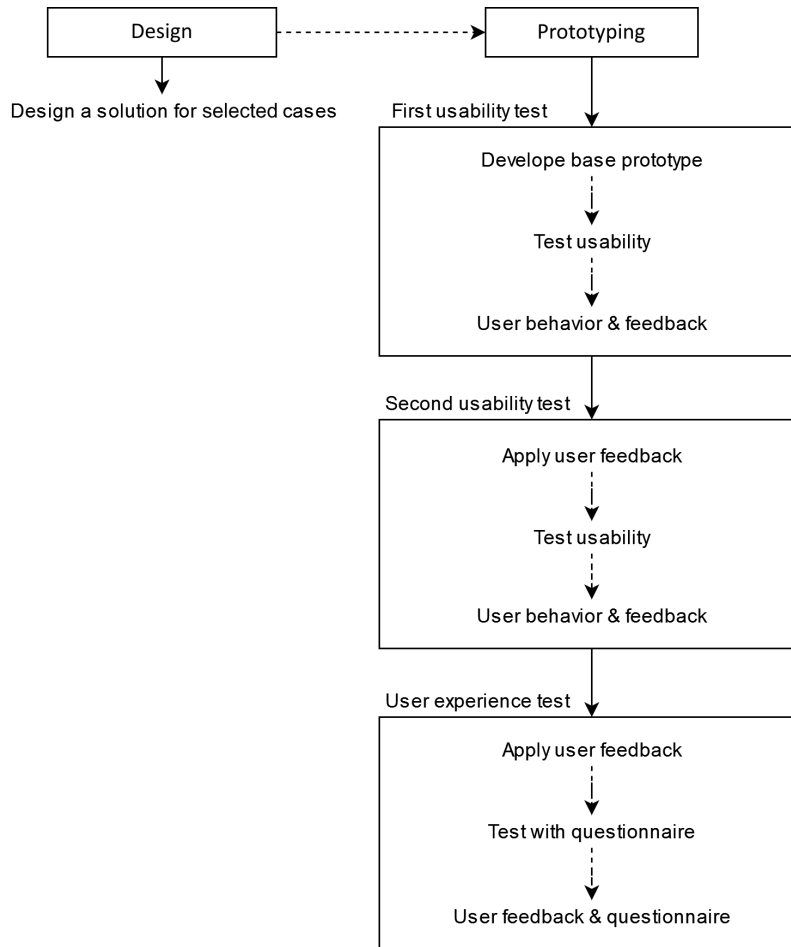 Design
Prototyping
Design a solution for selected cases
First usability test
Develope base prototype
Test usability
User behavior & feedback
Second usability test
Apply user feedback
Test usability
User behavior & feedback
User experience test
Apply user feedback
Test with questionnaire
User feedback & questionnaire